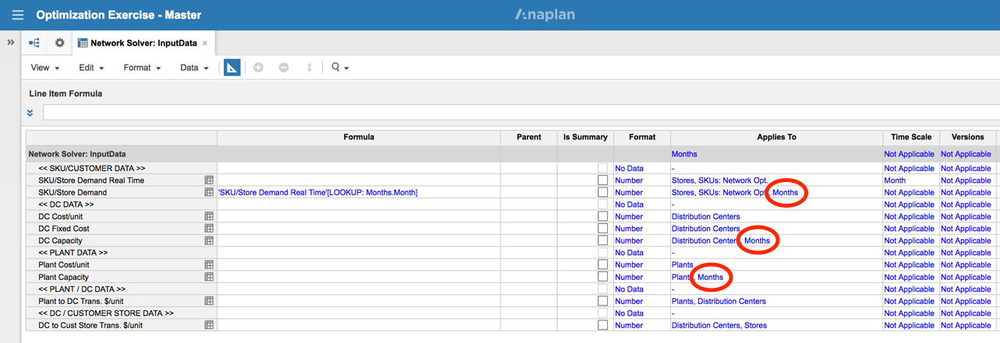 Optimization Exercise - Master
Anaplan
Network Solver: InputData
View Edit Format Data
Line Item Formula
Formula Parent Is Summary Format Applies To Time Scale Versions
Network Solver: InputData Months Not Applicable Not Applicable
<< SKU/CUSTOMER DATA >> No Data - Not Applicable Not Applicable
SKU/Store Demand Real Time Number Stores, SKUs: Network Opt. Month Not Applicable
SKU/Store Demand 'SKU/Store Demand Real Time'[LOOKUP: Months.Month] Number Stores, SKUs: Network Opt, Months Not Applicable Not Applicable
<< DC DATA >> No Data - Not Applicable Not Applicable
DC Cost/unit Number Distribution Centers Not Applicable Not Applicable
DC Fixed Cost Number Distribution Centers Not Applicable Not Applicable
DC Capacity Number Distribution Centers, Months Not Applicable Not Applicable
<< PLANT DATA >> No Data - Not Applicable Not Applicable
Plant Cost/unit Number Plants Not Applicable Not Applicable
Plant Capacity Number Plants, Months Not Applicable Not Applicable
<< PLANT / DC DATA >> No Data - Not Applicable Not Applicable
Plant to DC Trans. $/unit Number Plants, Distribution Centers Not Applicable Not Applicable
<< DC / CUSTOMER STORE DATA >> No Data - Not Applicable Not Applicable
DC to Cust Store Trans. $/unit Number Distribution Centers, Stores Not Applicable Not Applicable